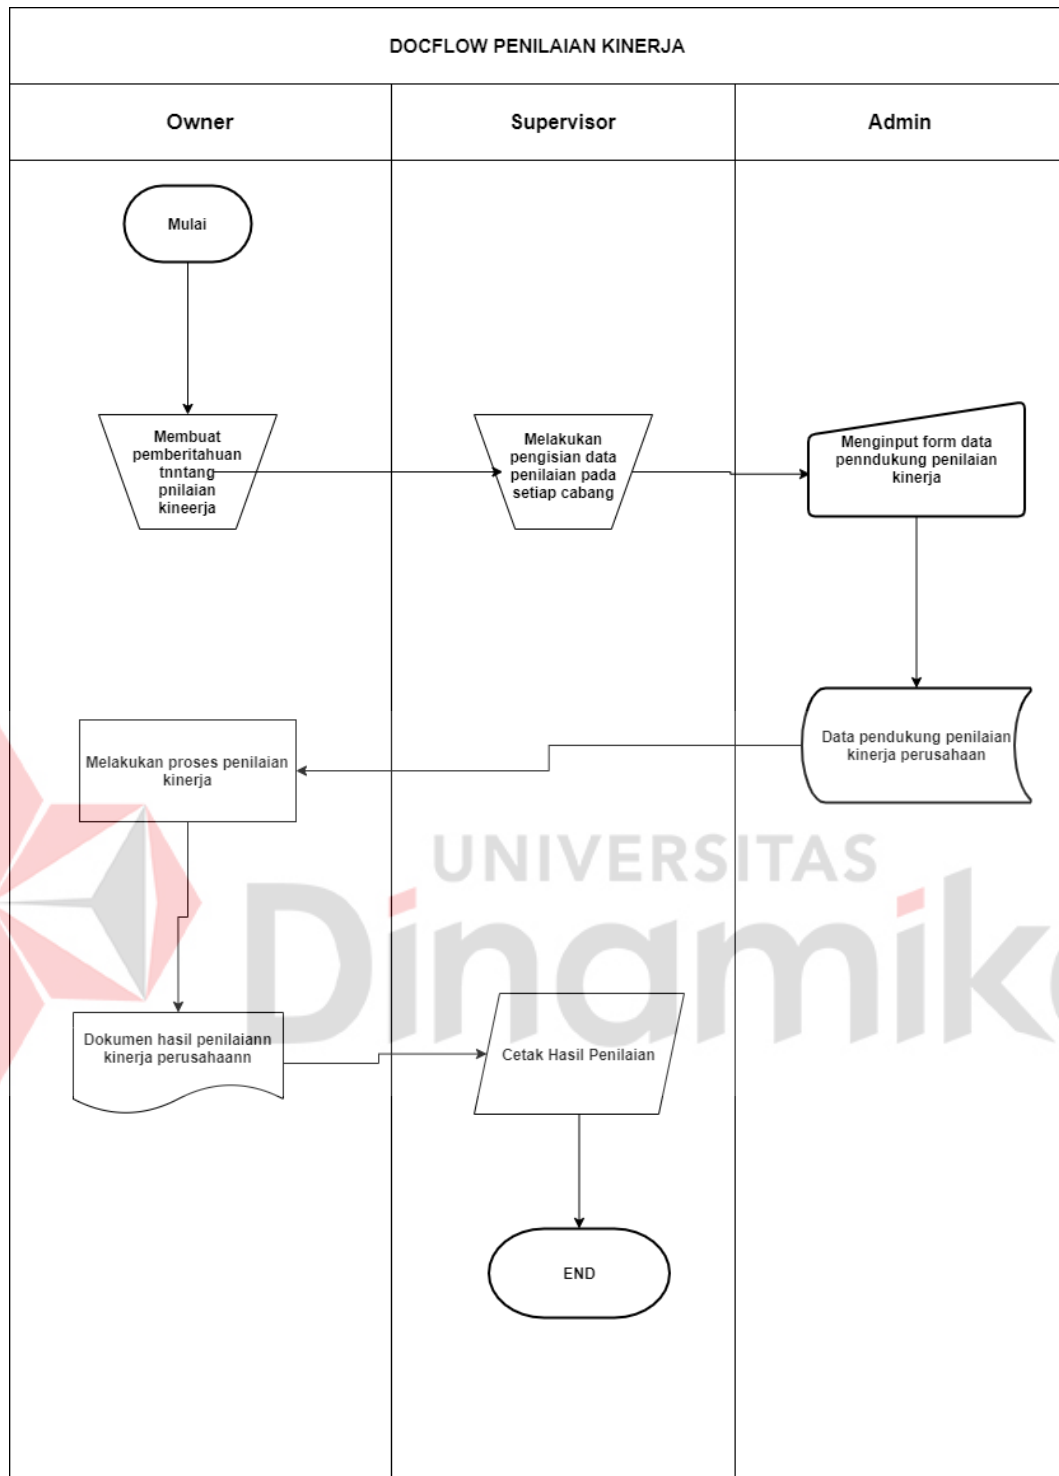 DOCFLOW PENILAIAN KINERJA
Owner
Supervisor
Admin
Mulai
Membuat
pemberitahuan
tnntang
pnilaian
kineerja
Melakukan
pengisian data
penilaian pada
setiap cabang
Menginput form data
penndukung penilaian
kinerja
Data pendukung penilaian
kinerja perusahaan
Melakukan proses penilaian
kinerja
UNIVERSITAS
Dinamika
Dokumen hasil penilaiann
kinerja perusahaann
Cetak Hasil Penilaian
END